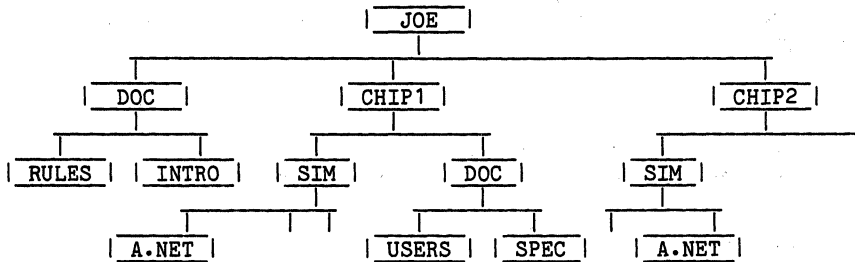 JOE
DOC CHIP1 CHIP2
RULES INTRO SIM DOC SIM
A.NET USERS SPEC A.NET